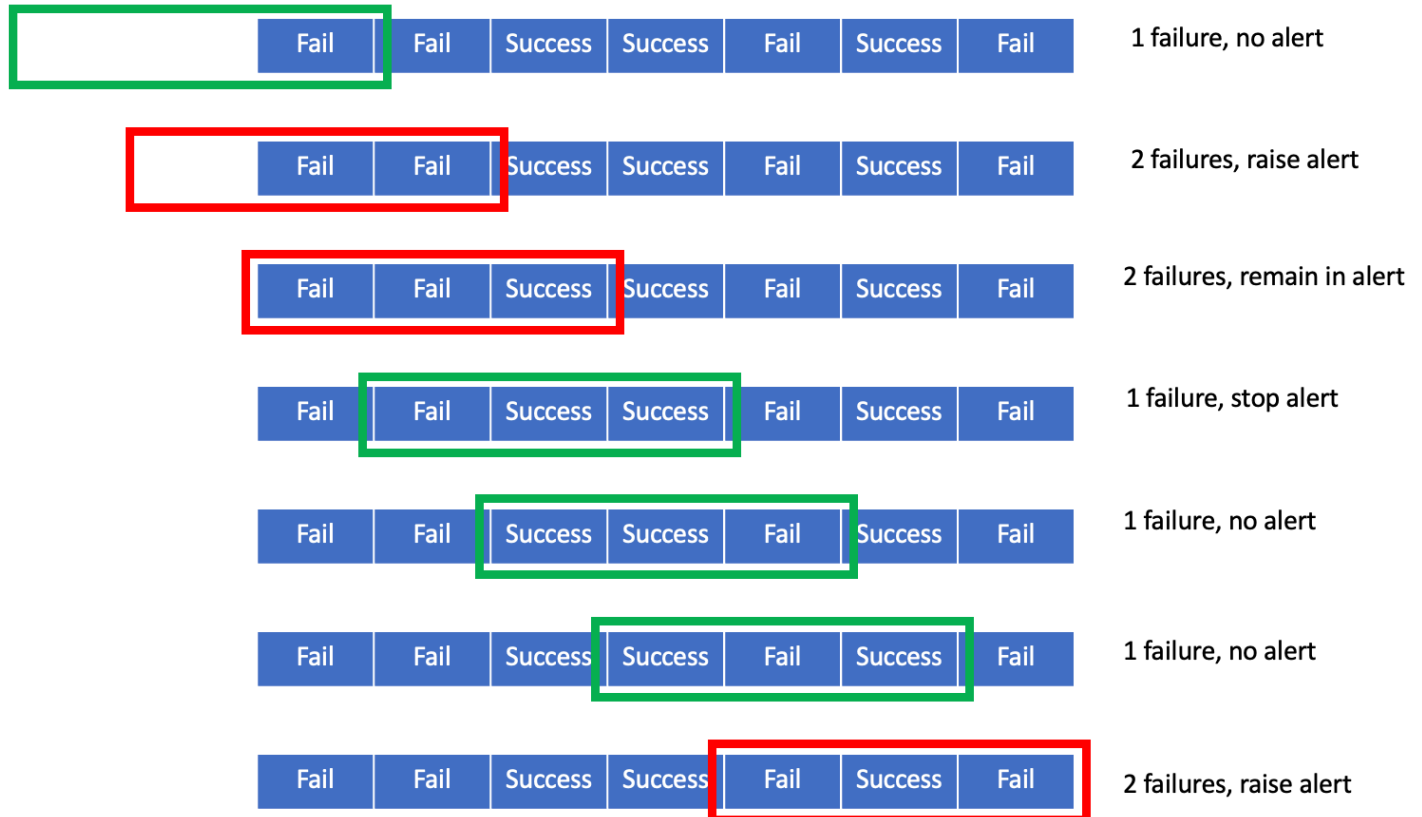 Fail Fail Success Success Fail Success Fail 1 failure, no alert
Fail Fail Success Success Fail Success Fail 2 failures, raise alert
Fail Fail Success Success Fail Success Fail 2 failures, remain in alert
Fail Fail Success Success Fail Success Fail 1 failure, stop alert
Fail Fail Success Success Fail Success Fail 1 failure, no alert
Fail Fail Success Success Fail Success Fail 1 failure, no alert
Fail Fail Success Success Fail Success Fail 2 failures, raise alert